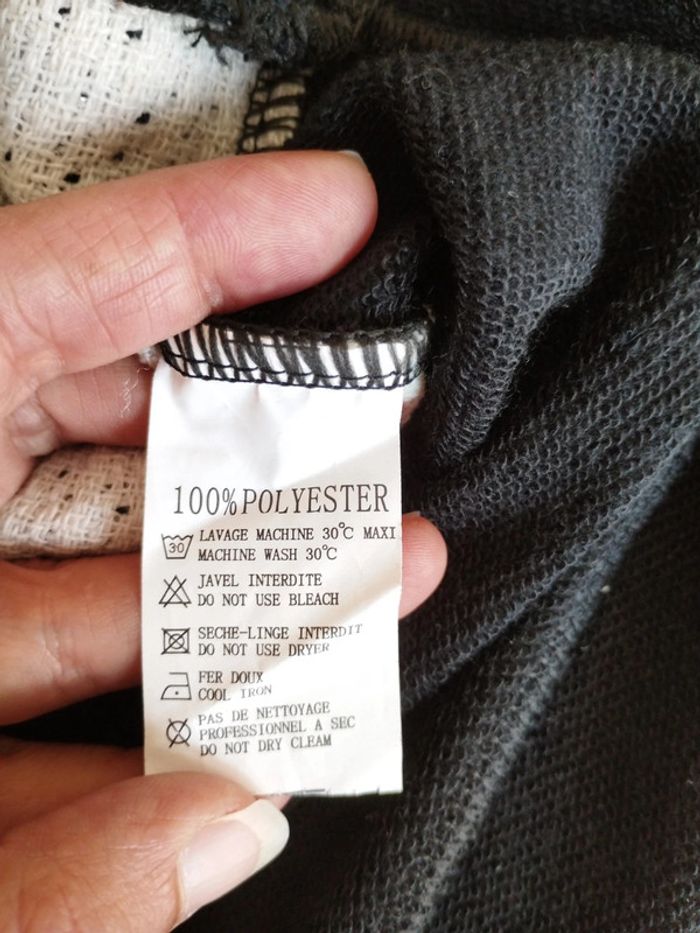 100% POLYESTER
30
LAVAGE MACHINE 30℃ MAXI
MACHINE WASH 30℃
JAVEL INTERDITE
DO NOT USE BLEACH
SECHE-LINGE INTERDIT
DO NOT USE DRYER
FER DOUX
COOL IRON
PAS DE NETTOYAGE
PROFESSIONNEL A SEC
DO NOT DRY CLEAM